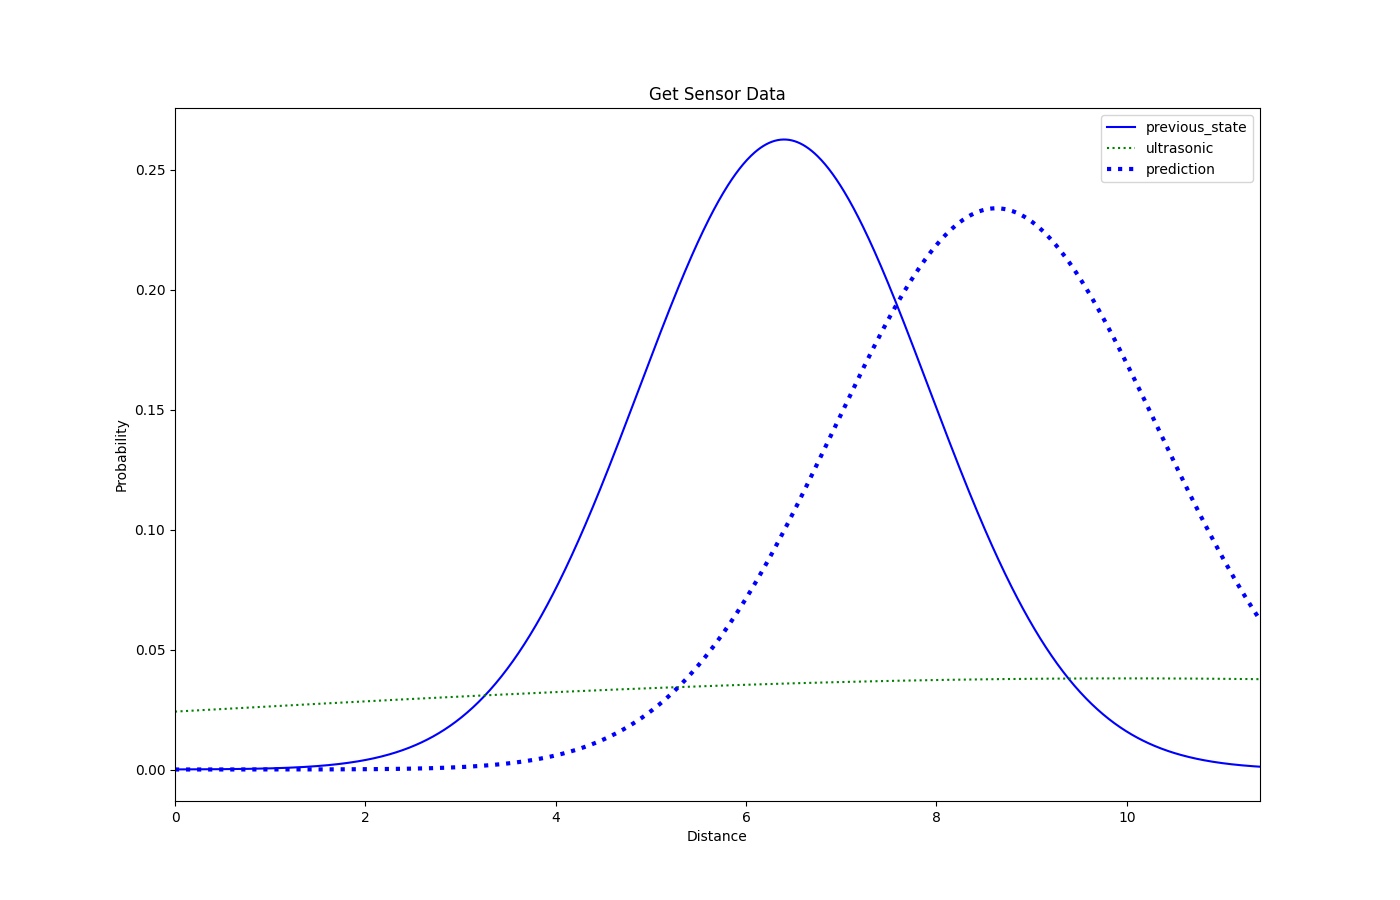 Get Sensor Data
previous_state
ultrasonic
prediction
0.25
0.20
0.15
0.10
0.05
0.00
Probability
0 2 4 6 8 10
Distance